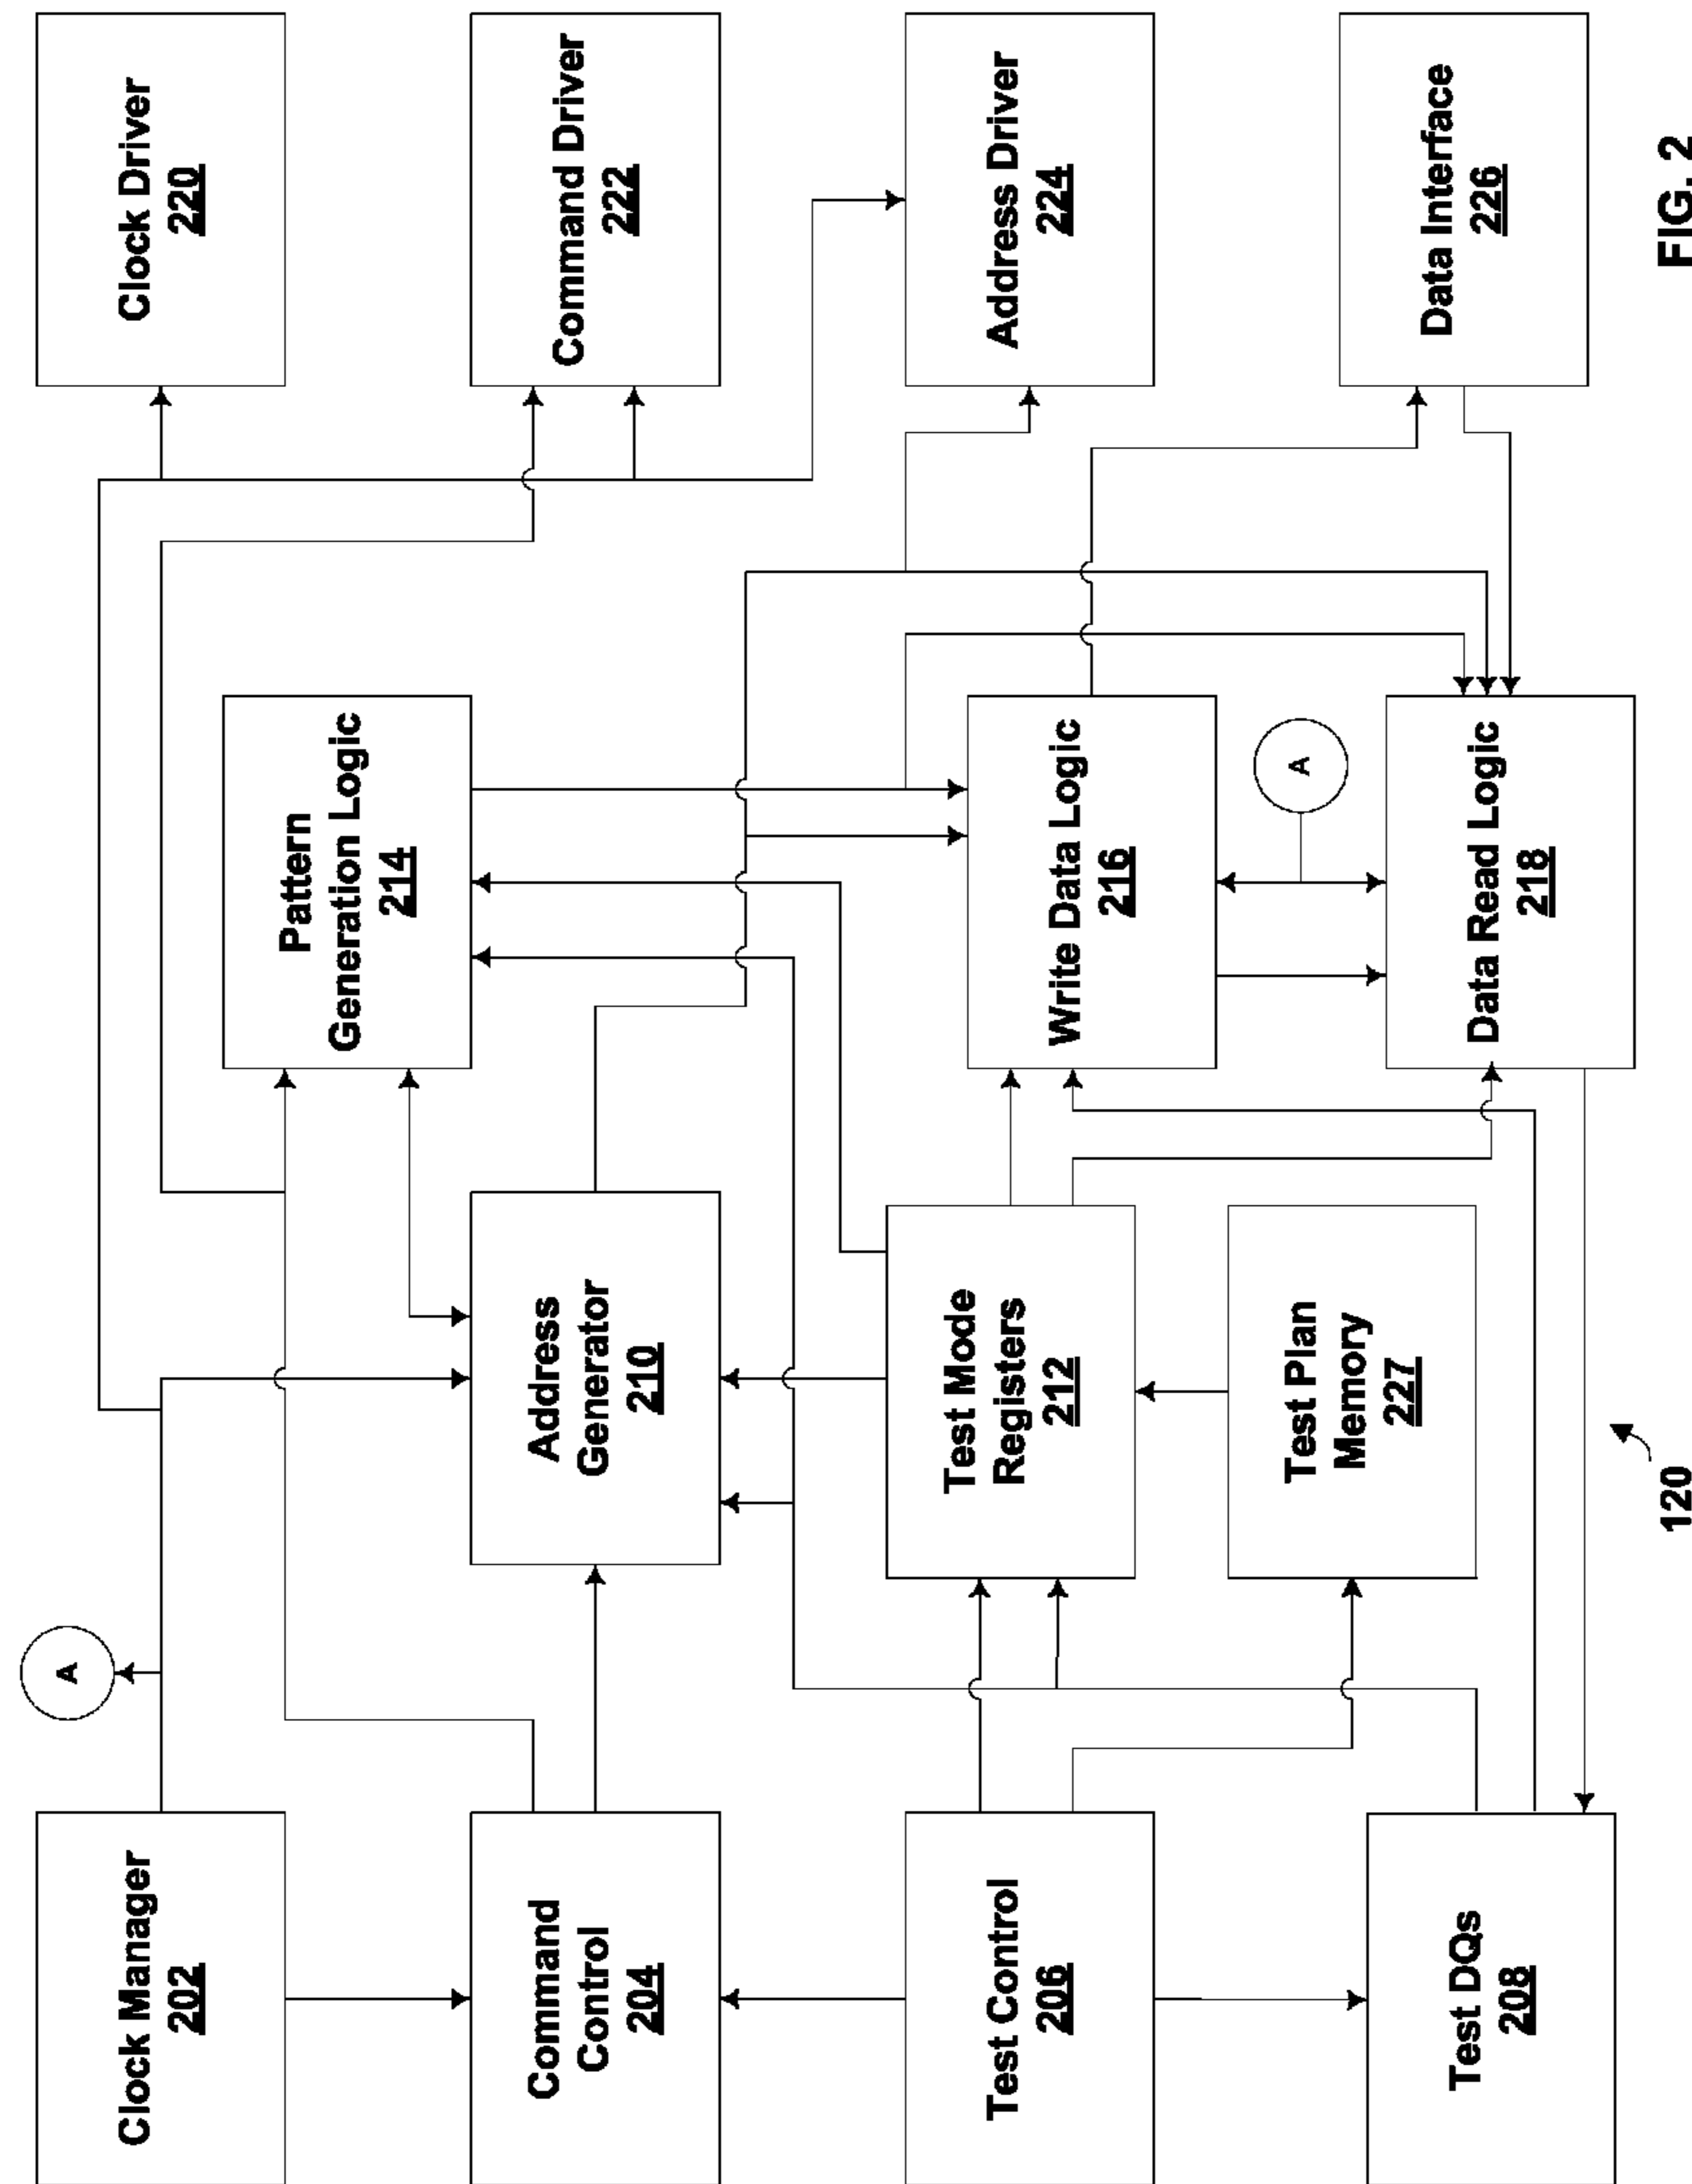 Clock Manager
202
Command
Control
204
Test Control
206
Test DQs
208
A
Address
Generator
210
Test Mode
Registers
212
Test Plan
Memory
227
120
Pattern
Generation Logic
214
Write Data Logic
216
A
Data Read Logic
218
Clock Driver
220
Command Driver
222
Address Driver
224
Data Interface
226
FIG. 2